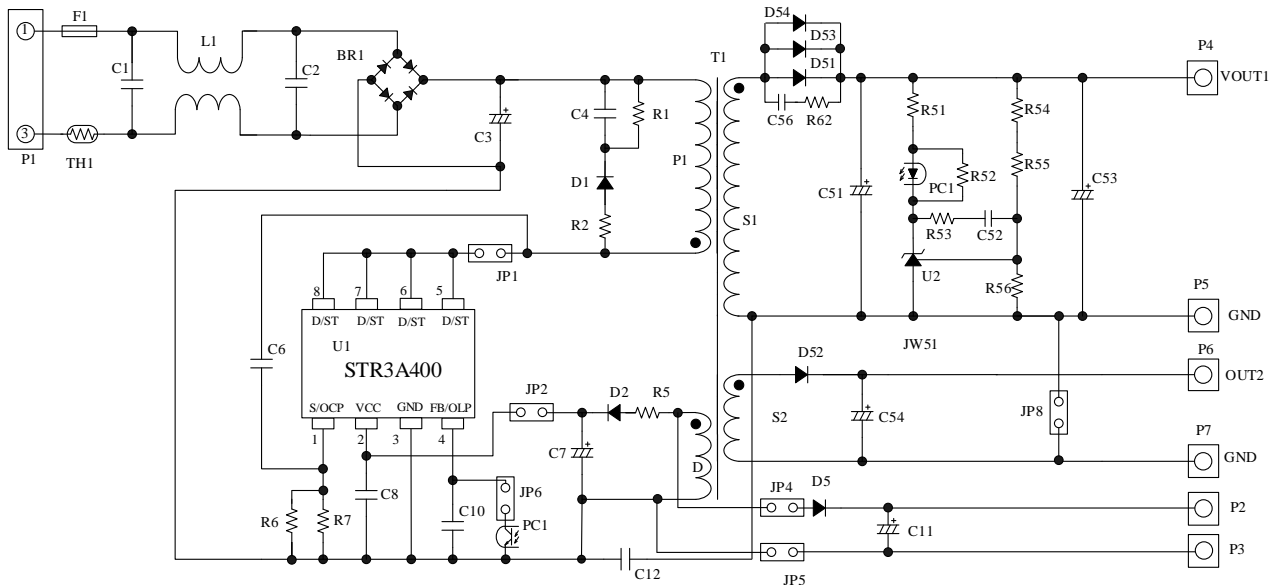 D54
F1
D53
1
L1
T1
P4
BR1
D51
VOUT1
C1
C2
R51
R54
C4
R1
C56
R62
3
C3
P1
TH1
P1
R55
D1
R52
PC1
C53
C51
S1
R2
R53
C52
U2
JP1
R56
P5
8
7
6
5
D/ST
D/ST
D/ST
D/ST
GND
U1
JW51
C6
P6
D52
STR3A400
OUT2
JP2
D2
R5
JP8
S/OCP
VCC
GND
FB/OLP
S2
C54
P7
1
2
3
4
C7
D
GND
D5
C8
JP6
JP4
P2
R6
R7
C10
PC1
C11
P3
C12
JP5